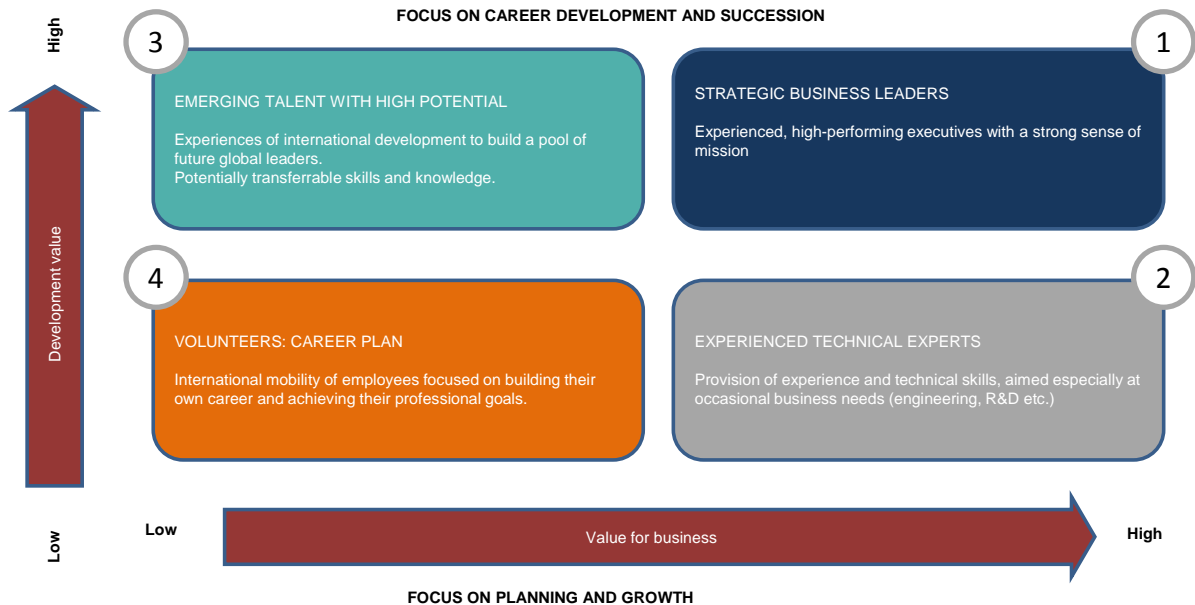 FOCUS ON CAREER DEVELOPMENT AND SUCCESSION
High
3
EMERGING TALENT WITH HIGH POTENTIAL
Experiences of international development to build a pool of
future global leaders.
Potentially transferrable skills and knowledge.
1
STRATEGIC BUSINESS LEADERS
Experienced, high-performing executives with a strong sense of
mission
Development value
4
VOLUNTEERS: CAREER PLAN
International mobility of employees focused on building their
own career and achieving their professional goals.
2
EXPERIENCED TECHNICAL EXPERTS
Provision of experience and technical skills, aimed especially at
occasional business needs (engineering, R&D etc.)
Low
Low
Value for business
High
FOCUS ON PLANNING AND GROWTH